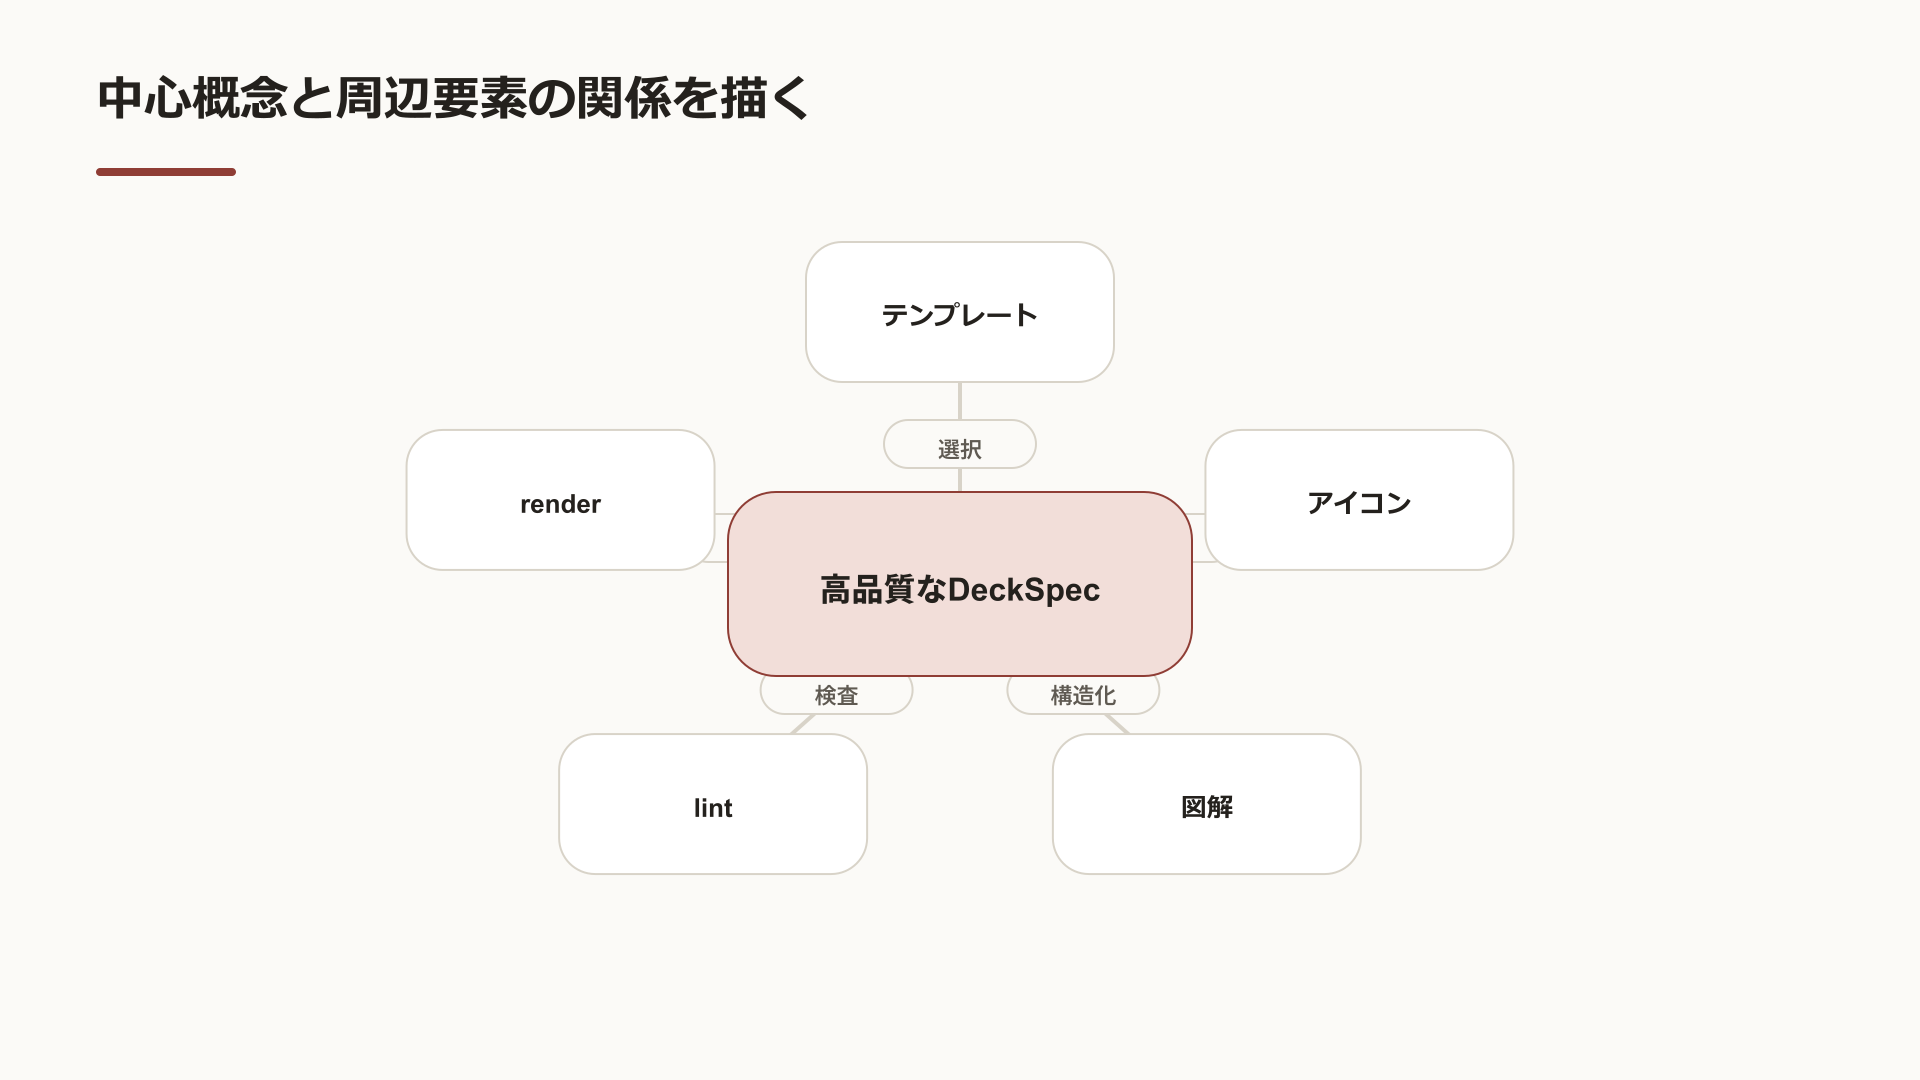 中心概念と周辺要素の関係を描く
テンプレート
選択
render
アイコン
高品質なDeckSpec
検査
構造化
lint
図解